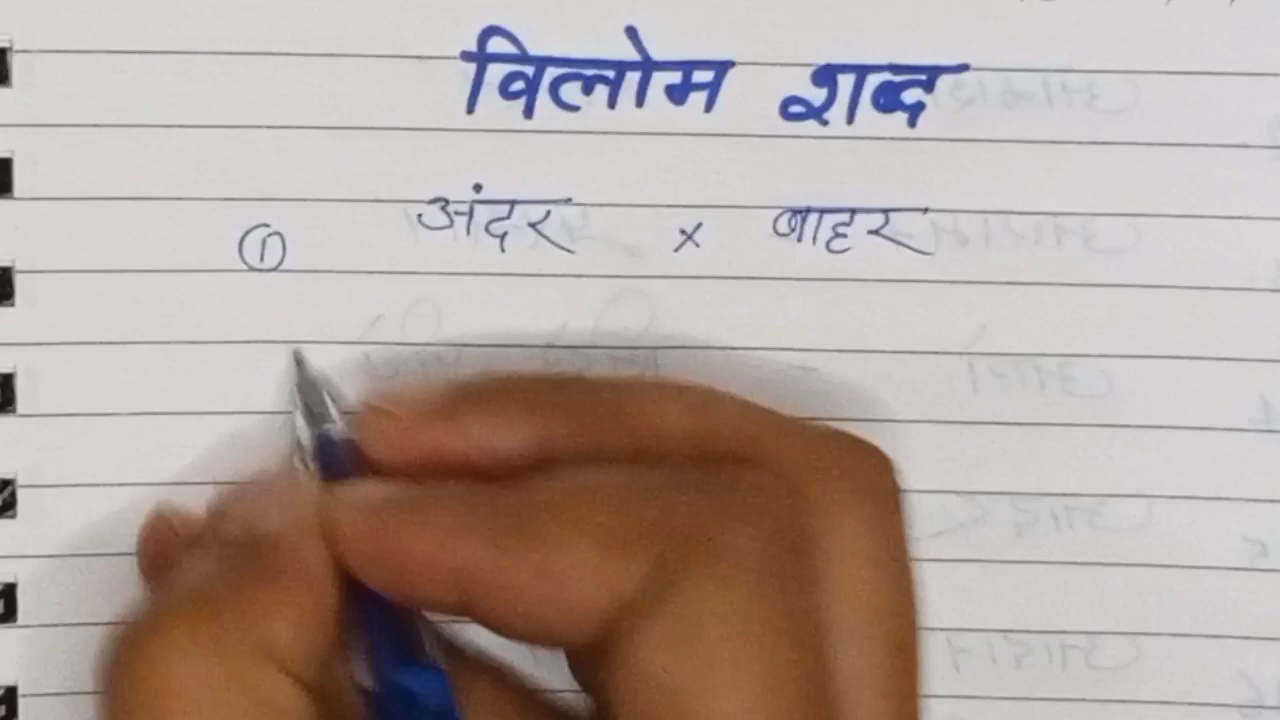 विलोम शब्द
① अंदर × बाहर